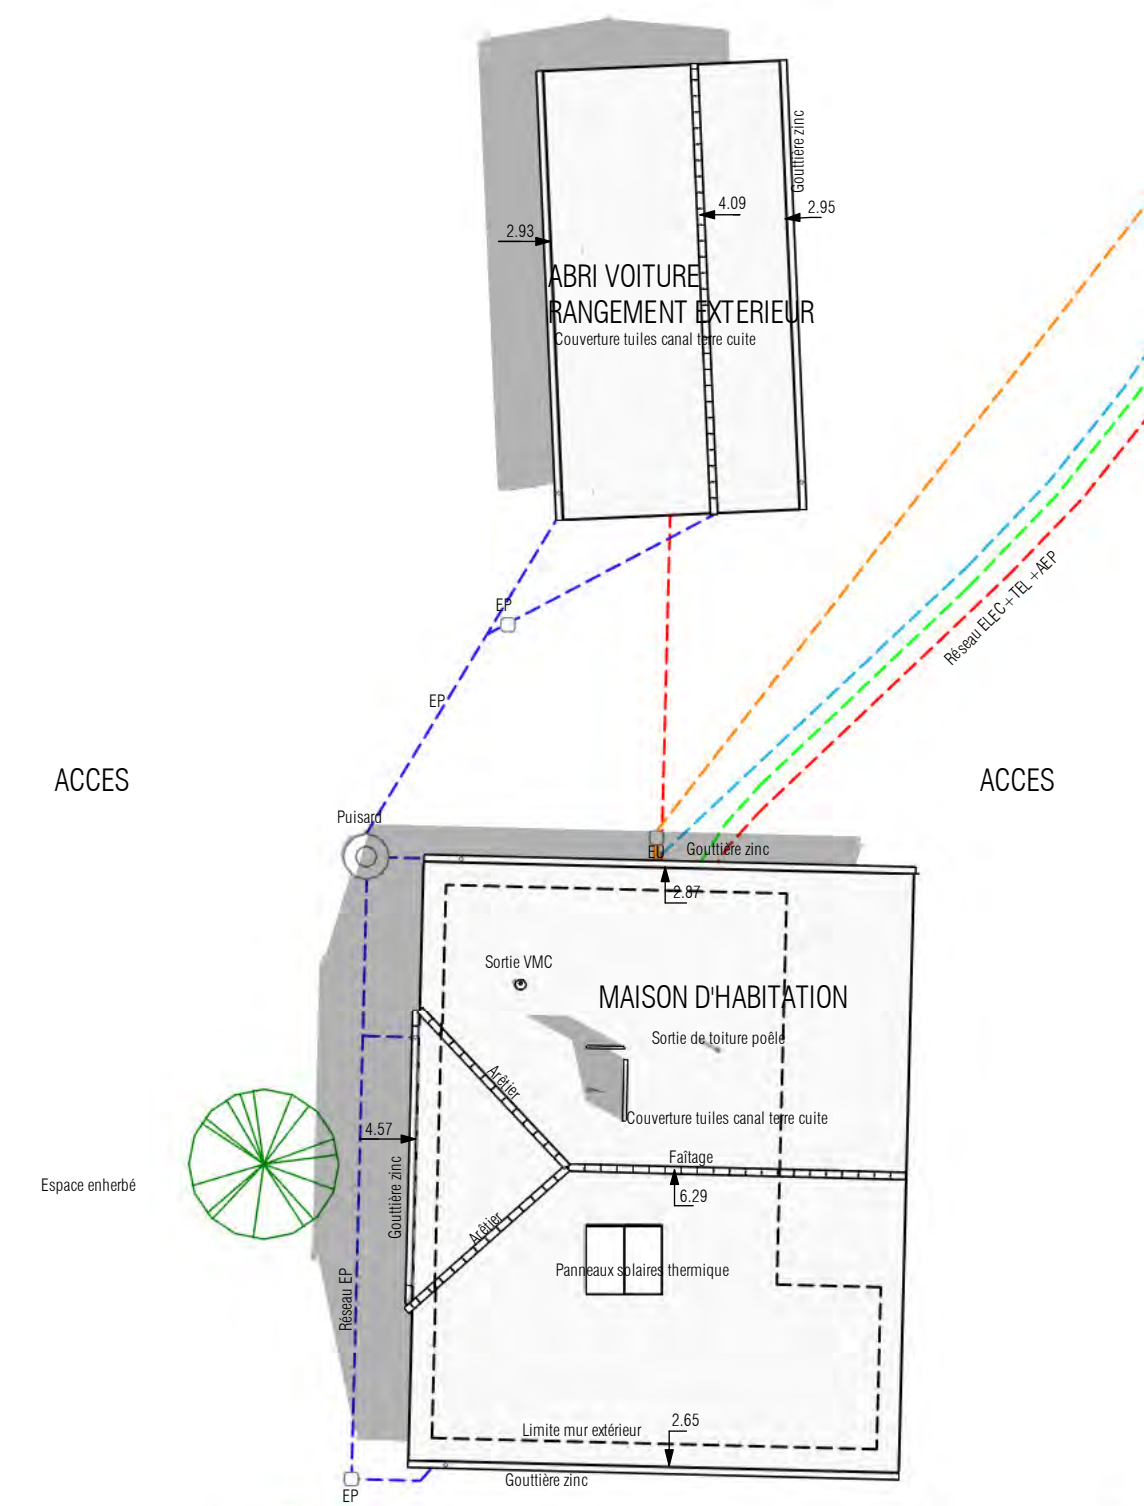 Gouttière zinc
4.09
2.95
2.93
ABRI VOITURE
RANGEMENT EXTERIEUR
Couverture tuiles canal terre cuite
Réseau ELEC+TEL+AEP
EP
EP
ACCES
ACCES
Puisard
EU
Gouttière zinc
2.87
Sortie VMC
MAISON D'HABITATION
Sortie de toiture poêle
Arêtier
Couverture tuiles canal terre cuite
4.57
Faîtage
Espace enherbé
Gouttière zinc
6.29
Arêtier
Panneaux solaires thermique
Réseau EP
2.65
Limite mur extérieur
Gouttière zinc
EP